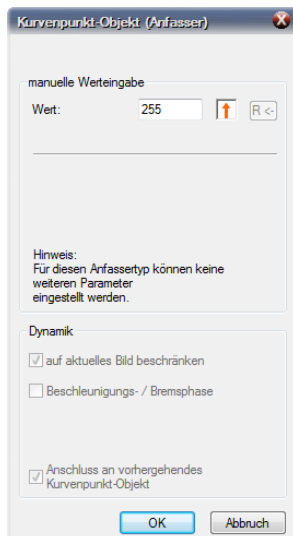 Kurvenpunkt-Objekt (Anfasser)
manuelle Werteingabe
Wert: 255 R <-
Hinweis:
Für diesen Anfassertyp können keine
weiteren Parameter
eingestellt werden.
Dynamik
auf aktuelles Bild beschränken
Beschleunigungs- / Bremsphase
Anschluss an vorhergehendes
Kurvenpunkt-Objekt
OK Abbruch